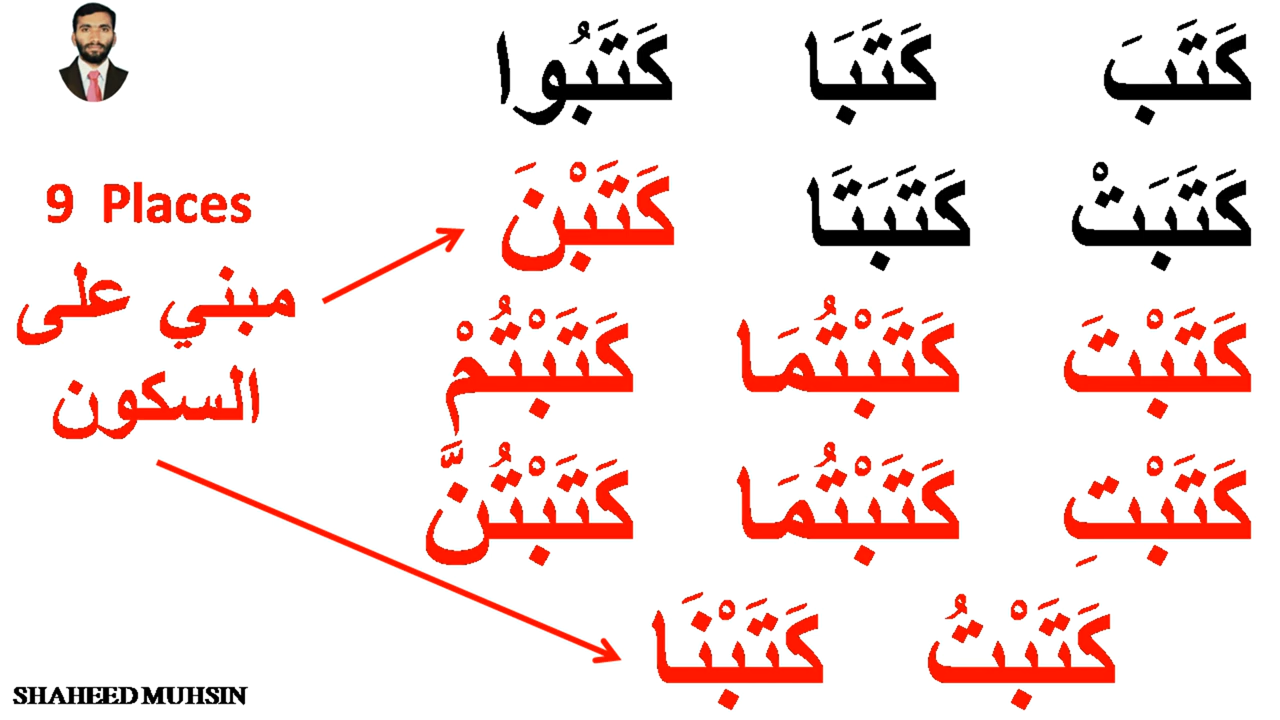 كَتَبَ كَتَبَا كَتَبُوا
كَتَبَتْ كَتَبَتَا كَتَبْنَ
9 Places
كَتَبْتَ كَتَبْتُمَا كَتَبْتُمْ
مبني على
السكون
كَتَبْتِ كَتَبْتُمَا كَتَبْتُنَّ
كَتَبْتُ كَتَبْنَا
SHAHEED MUHSIN